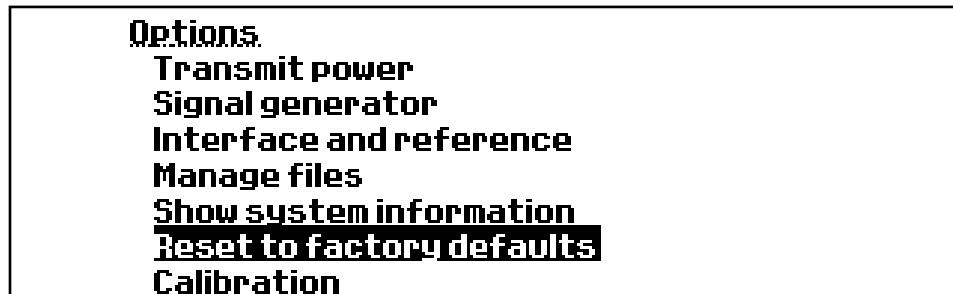 Options
Transmit power
Signal generator
Interface and reference
Manage files
Show system information
Reset to factory defaults
Calibration